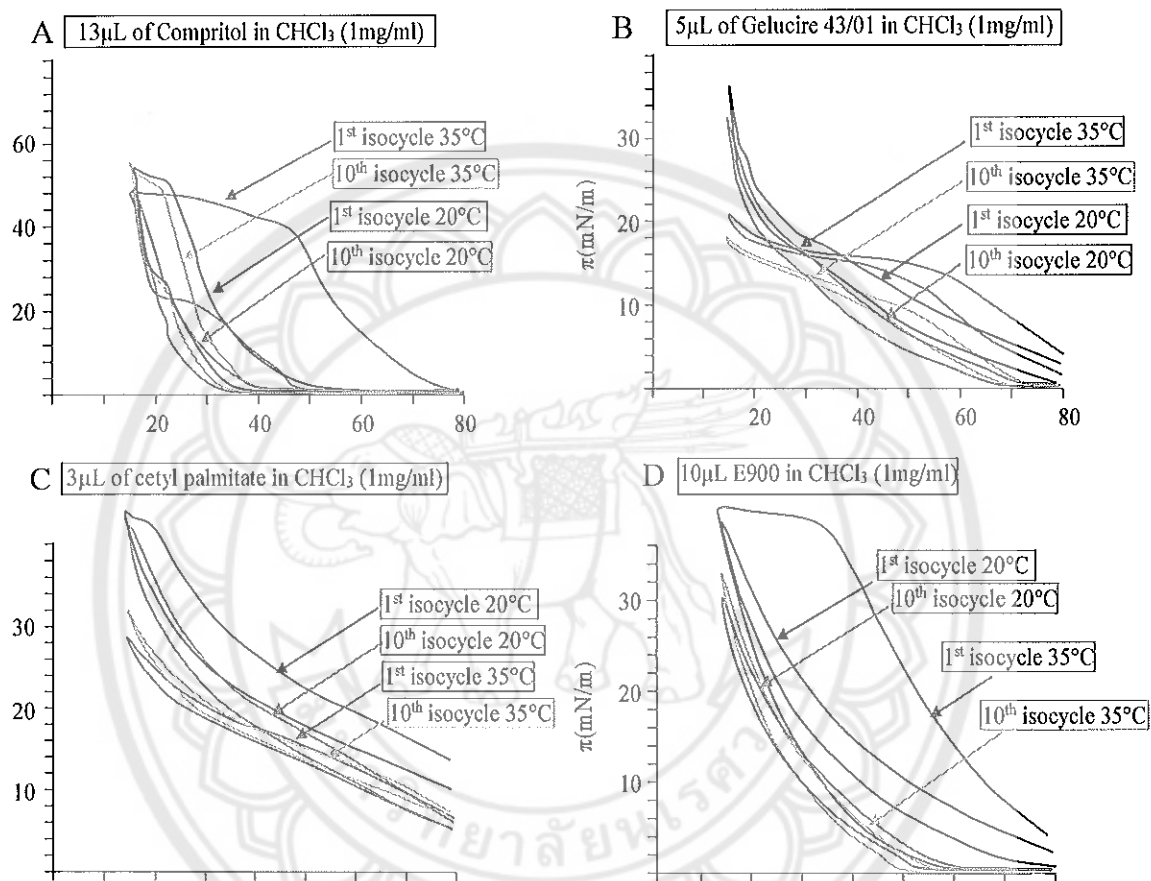 A 13μL of Compritol in CHCl₃ (1mg/ml)
60
40
20
20 40 60 80
1ˢᵗ isocycle 35°C
10ᵗʰ isocycle 35°C
1ˢᵗ isocycle 20°C
10ᵗʰ isocycle 20°C
B 5μL of Gelucire 43/01 in CHCl₃ (1mg/ml)
π(mN/m)
30
20
10
20 40 60 80
1ˢᵗ isocycle 35°C
10ᵗʰ isocycle 35°C
1ˢᵗ isocycle 20°C
10ᵗʰ isocycle 20°C
C 3μL of cetyl palmitate in CHCl₃ (1mg/ml)
30
20
10
0
1ˢᵗ isocycle 20°C
10ᵗʰ isocycle 20°C
1ˢᵗ isocycle 35°C
10ᵗʰ isocycle 35°C
D 10μL E900 in CHCl₃ (1mg/ml)
π(mN/m)
30
20
10
1ˢᵗ isocycle 20°C
10ᵗʰ isocycle 20°C
1ˢᵗ isocycle 35°C
10ᵗʰ isocycle 35°C